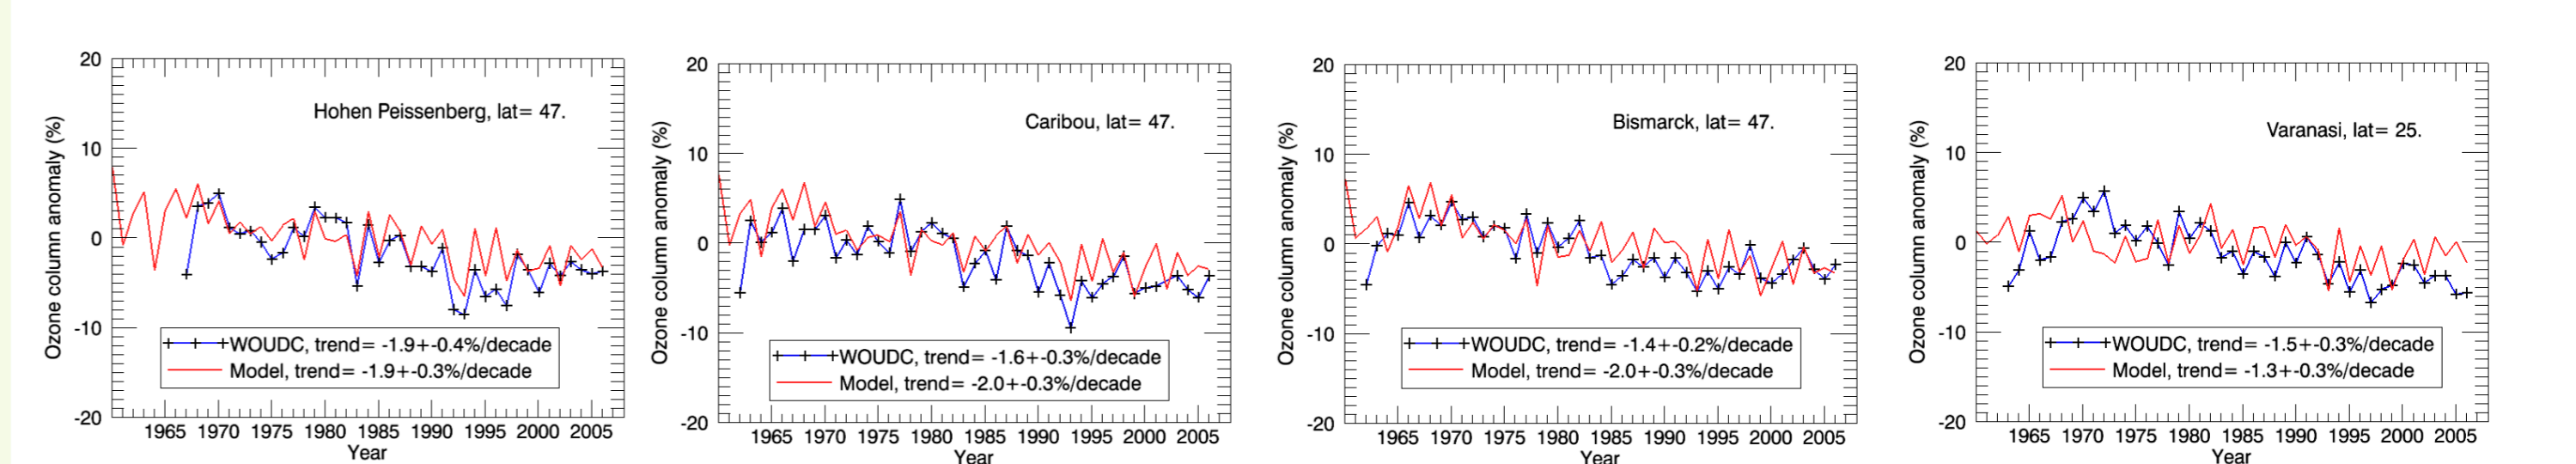 20
10
0
-10
-20
Ozone column anomaly (%)
Hohen Peissenberg, lat= 47.
WOUDC, trend= -1.9+-0.4%/decade
Model, trend= -1.9+-0.3%/decade
1965 1970 1975 1980 1985 1990 1995 2000 2005
Year
20
10
0
-10
-20
Ozone column anomaly (%)
Caribou, lat= 47.
WOUDC, trend= -1.6+-0.3%/decade
Model, trend= -2.0+-0.3%/decade
1965 1970 1975 1980 1985 1990 1995 2000 2005
Year
20
10
0
-10
-20
Ozone column anomaly (%)
Bismarck, lat= 47.
WOUDC, trend= -1.4+-0.2%/decade
Model, trend= -2.0+-0.3%/decade
1965 1970 1975 1980 1985 1990 1995 2000 2005
Year
20
10
0
-10
-20
Ozone column anomaly (%)
Varanasi, lat= 25.
WOUDC, trend= -1.5+-0.3%/decade
Model, trend= -1.3+-0.3%/decade
1965 1970 1975 1980 1985 1990 1995 2000 2005
Year